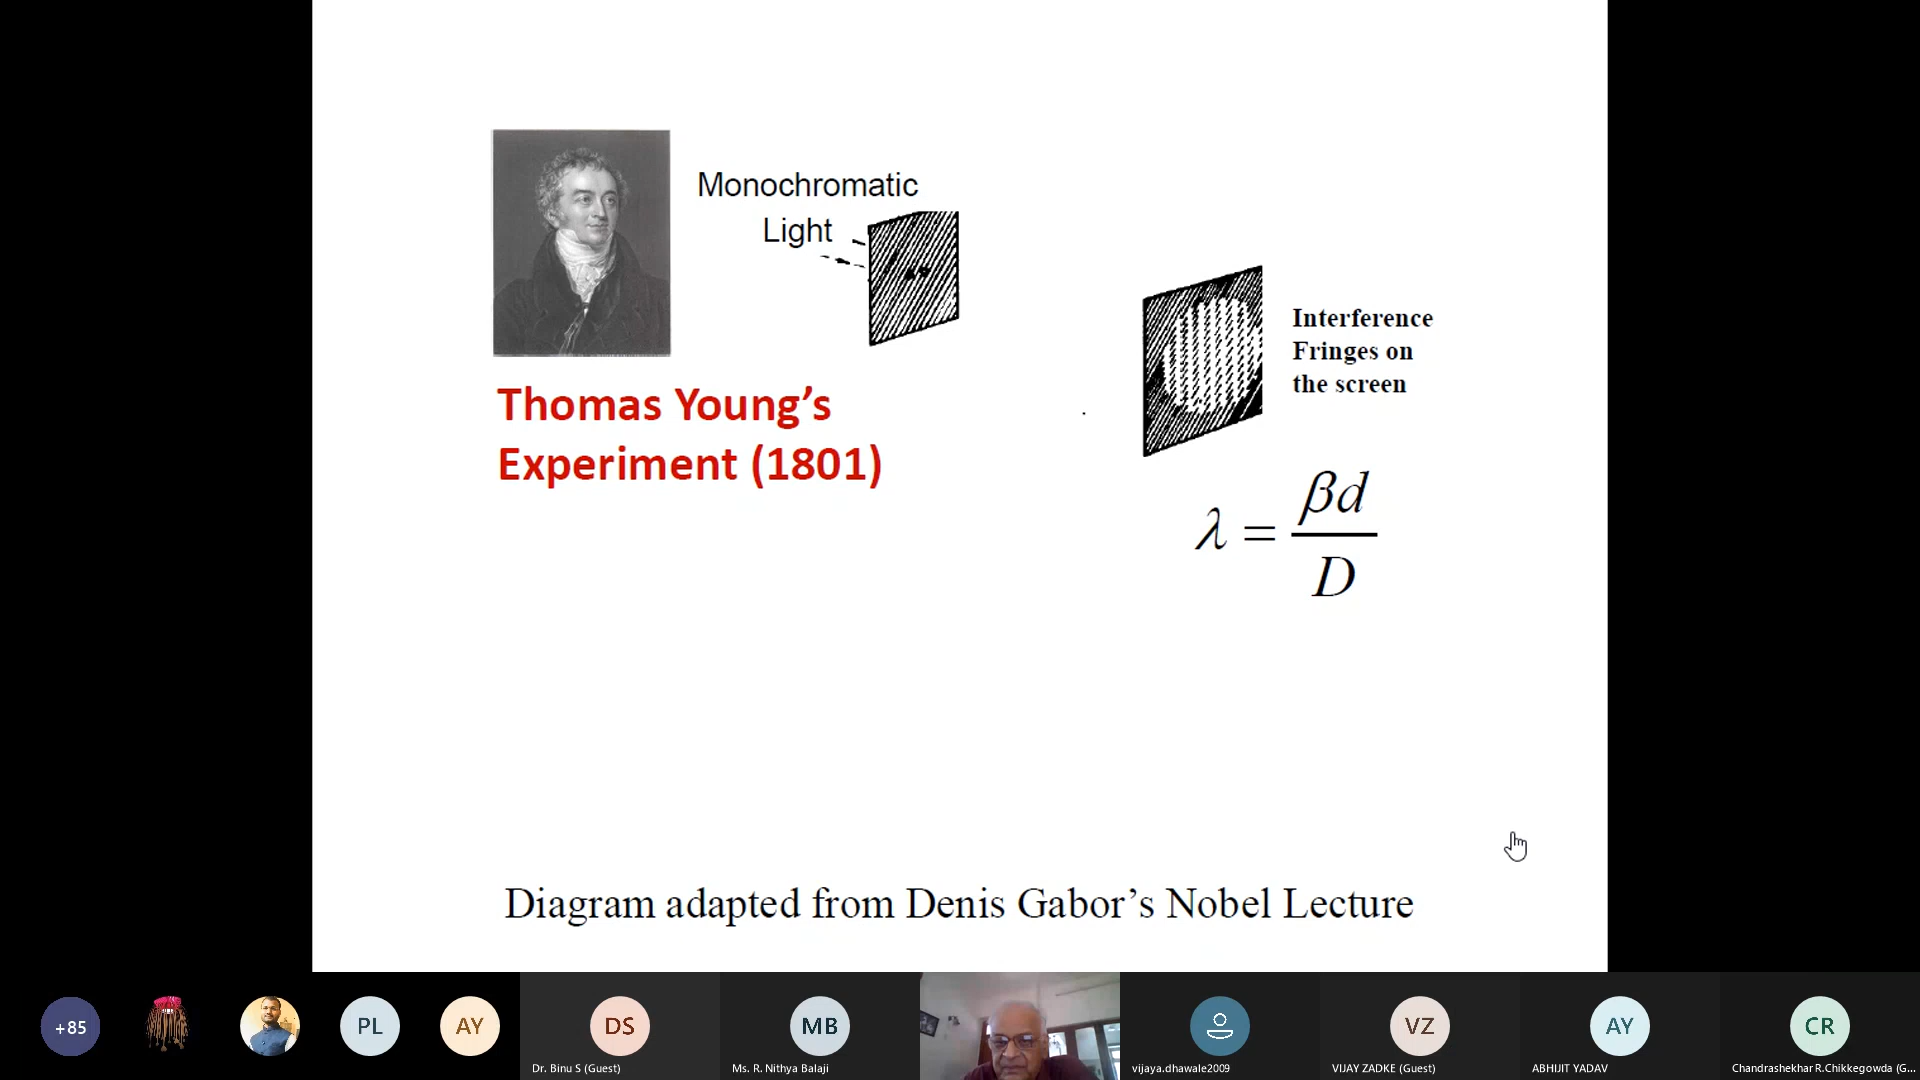 Monochromatic
Light
Interference
Fringes on
the screen
Thomas Young’s
Experiment (1801)
λ = βd / D
Diagram adapted from Denis Gabor’s Nobel Lecture
+85
PL
AY
DS
Dr. Binu S (Guest)
MB
Ms. R. Nithya Balaji
vijaya.dhawale2009
VZ
VIJAY ZADKE (Guest)
AY
ABHIJIT YADAV
CR
Chandrashekhar R.Chikkegowda (G...